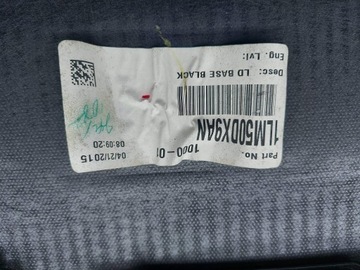 Part No.
1LM50DX9AN
Desc: LD BASE BLACK
Eng. Lvl:
1000-01
04/21/2015
08:09:20